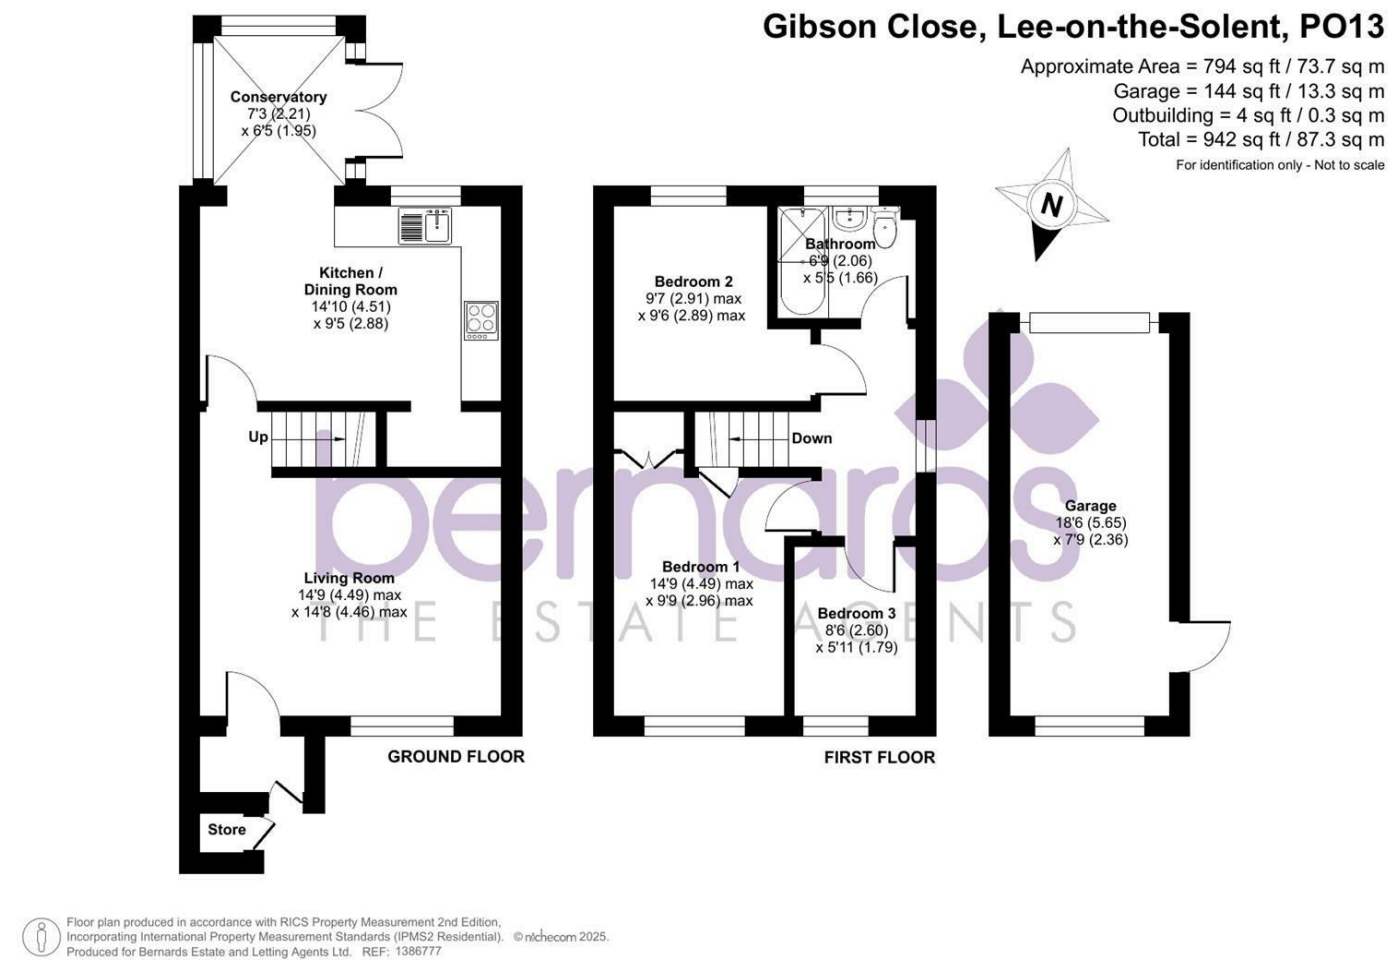 Gibson Close, Lee-on-the-Solent, PO13
Approximate Area = 794 sq ft / 73.7 sq m
Garage = 144 sq ft / 13.3 sq m
Outbuilding = 4 sq ft / 0.3 sq m
Total = 942 sq ft / 87.3 sq m
For identification only - Not to scale
N
Conservatory
7'3 (2.21)
x 6'5 (1.95)
Kitchen /
Dining Room
14'10 (4.51)
x 9'5 (2.88)
Up
Living Room
14'9 (4.49) max
x 14'8 (4.46) max
Store
GROUND FLOOR
Bedroom 2
9'7 (2.91) max
x 9'6 (2.89) max
Bathroom
6'9 (2.06)
x 5'5 (1.66)
Down
Bedroom 1
14'9 (4.49) max
x 9'9 (2.96) max
Bedroom 3
8'6 (2.60)
x 5'11 (1.79)
FIRST FLOOR
Garage
18'6 (5.65)
x 7'9 (2.36)
bernards
THE ESTATE AGENTS
Floor plan produced in accordance with RICS Property Measurement 2nd Edition,
Incorporating International Property Measurement Standards (IPMS2 Residential). © nichecom 2025.
Produced for Bernards Estate and Letting Agents Ltd. REF: 1386777